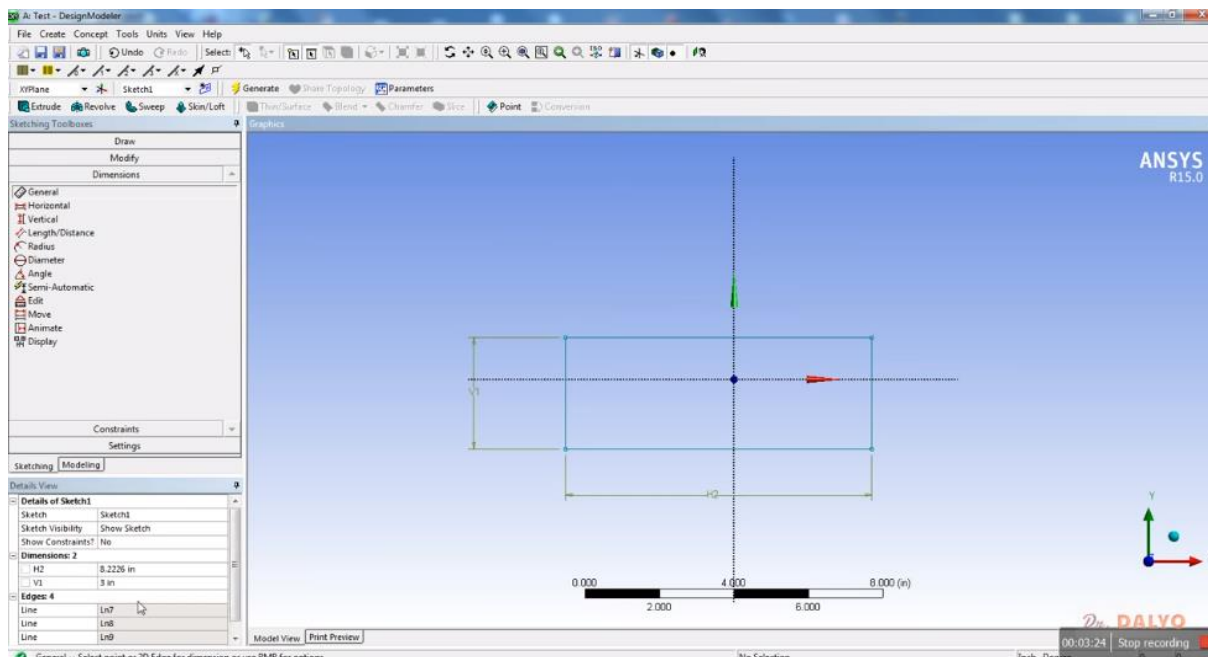 A: Test - DesignModeler
File Create Concept Tools Units View Help
Undo Redo Select:
XYPlane Sketch1 Generate Share Topology Parameters
Extrude Revolve Sweep Skin/Loft Thin/Surface Blend Chamfer Slice Point Conversion
Sketching Toolboxes
Graphics
Draw
Modify
Dimensions
General
Horizontal
Vertical
Length/Distance
Radius
Diameter
Angle
Semi-Automatic
Edit
Move
Animate
Display
Constraints
Settings
Sketching Modeling
Details View
Details of Sketch1
Sketch Sketch1
Sketch Visibility Show Sketch
Show Constraints? No
Dimensions: 2
H2 8.2226 in
V1 3 in
Edges: 4
Line Ln7
Line Ln8
Line Ln9
ANSYS
R15.0
V1
H2
Y
0.000 4.000 8.000 (in)
2.000 6.000
Model View Print Preview
Dr. DALYO
00:03:24 Stop recording
General -- Select point or 2D Edge for dimension or use RMB for options
No Selection